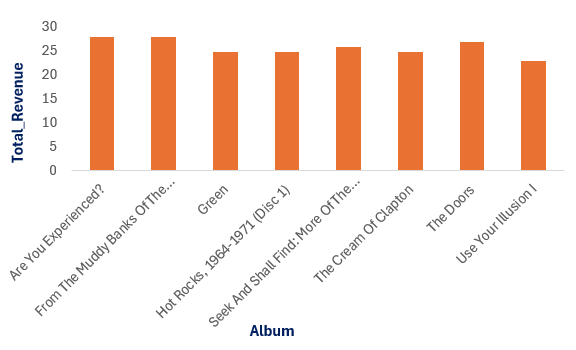 Total_Revenue
30
25
20
15
10
5
0
Are You Experienced?
From The Muddy Banks Of The...
Green
Hot Rocks, 1964-1971 (Disc 1)
Seek And Shall Find: More Of The...
The Cream Of Clapton
The Doors
Use Your Illusion I
Album